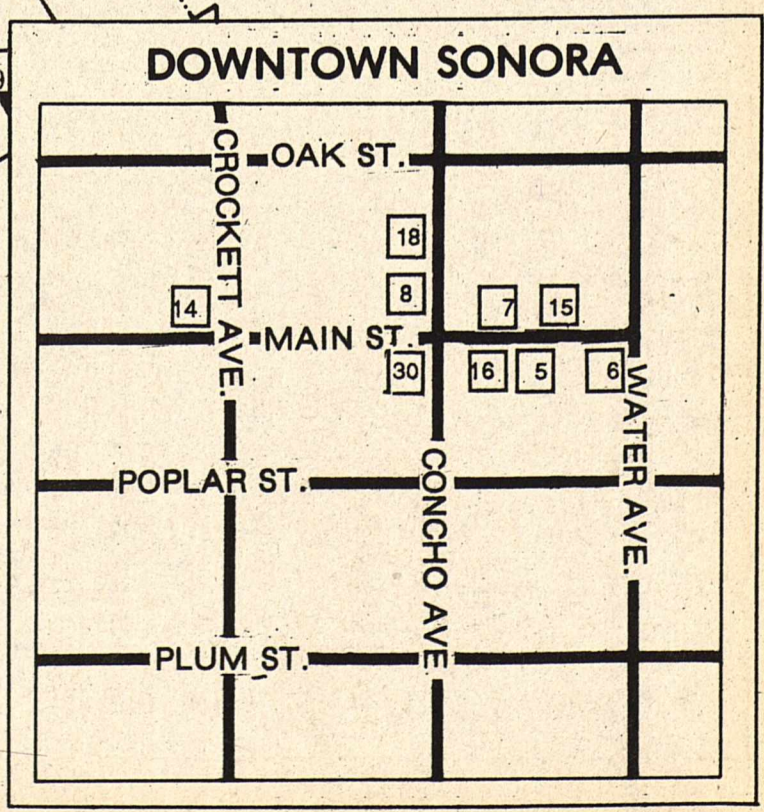 DOWNTOWN SONORA
CROCKETT AVE.
OAK ST.
18
14
8
7
15
MAIN ST.
30
16
5
6
WATER AVE.
POPLAR ST.
CONCHO AVE
PLUM ST.